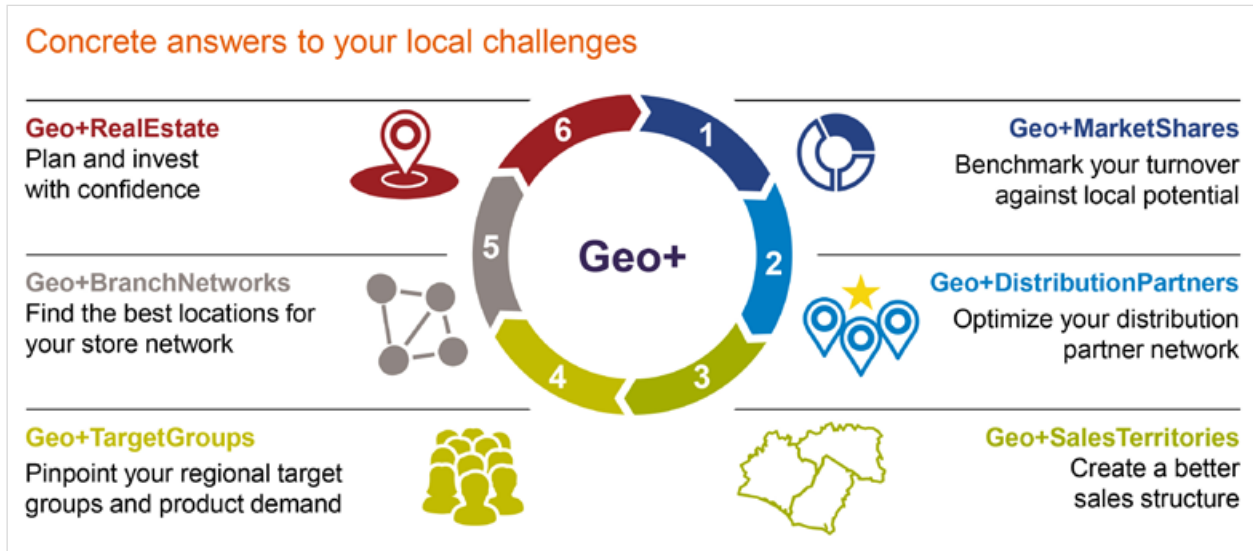 Concrete answers to your local challenges
Geo+RealEstate
Plan and invest
with confidence
Geo+BranchNetworks
Find the best locations for
your store network
Geo+TargetGroups
Pinpoint your regional target
groups and product demand
6
1
5
Geo+
2
4
3
Geo+MarketShares
Benchmark your turnover
against local potential
Geo+DistributionPartners
Optimize your distribution
partner network
Geo+SalesTerritories
Create a better
sales structure